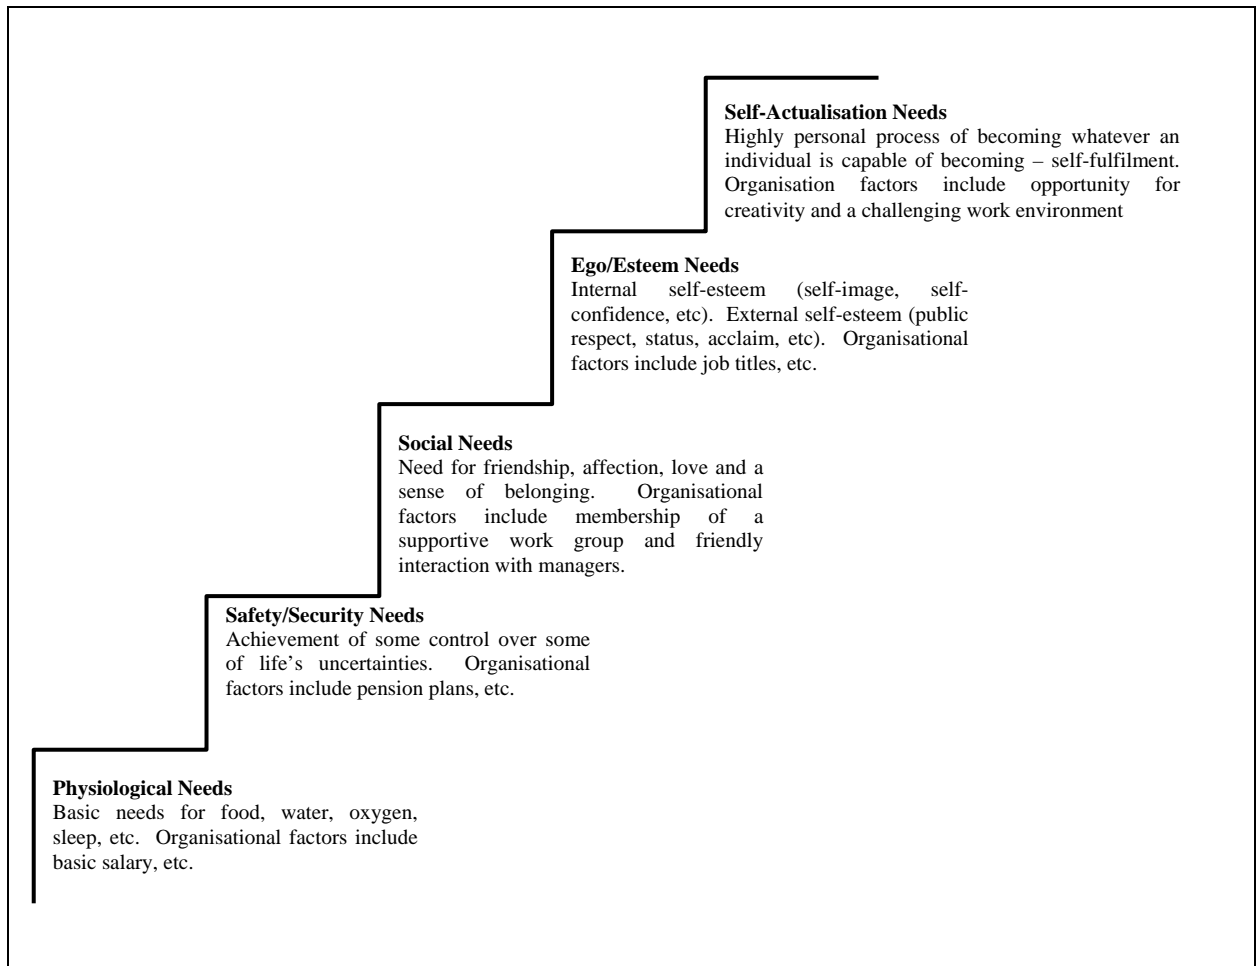 Self-Actualisation Needs
Highly personal process of becoming whatever an
individual is capable of becoming – self-fulfilment.
Organisation factors include opportunity for
creativity and a challenging work environment
Ego/Esteem Needs
Internal self-esteem (self-image, self-
confidence, etc). External self-esteem (public
respect, status, acclaim, etc). Organisational
factors include job titles, etc.
Social Needs
Need for friendship, affection, love and a
sense of belonging. Organisational
factors include membership of a
supportive work group and friendly
interaction with managers.
Safety/Security Needs
Achievement of some control over some
of life’s uncertainties. Organisational
factors include pension plans, etc.
Physiological Needs
Basic needs for food, water, oxygen,
sleep, etc. Organisational factors include
basic salary, etc.